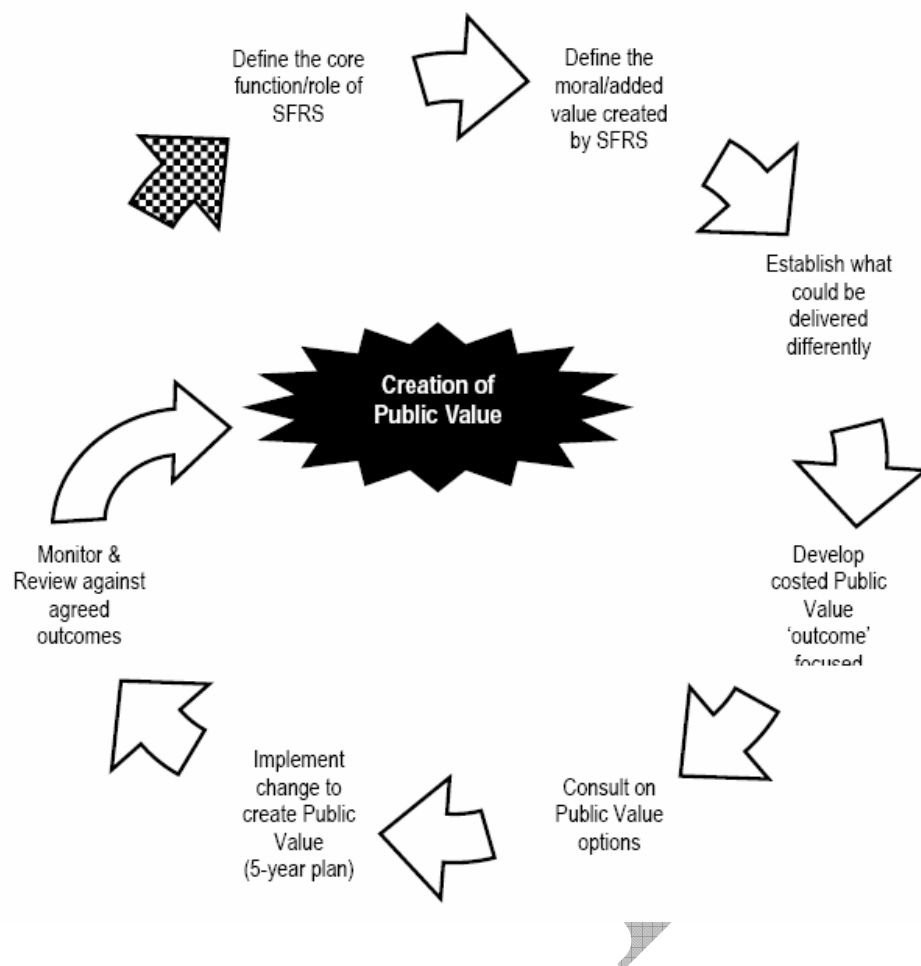 Define the core
function/role of
SFRS
Define the
moral/added
value created
by SFRS
Establish what
could be
delivered
differently
Develop
costed Public
Value
‘outcome’
focused
Consult on
Public Value
options
Implement
change to
create Public
Value
(5-year plan)
Monitor &
Review against
agreed
outcomes
Creation of
Public Value